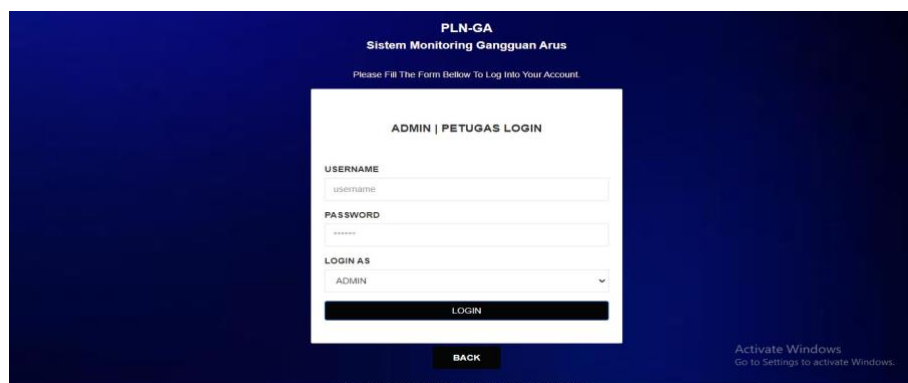 PLN-GA
Sistem Monitoring Gangguan Arus
Please Fill The Form Bellow To Log Into Your Account.
ADMIN | PETUGAS LOGIN
USERNAME
username
PASSWORD
------
LOGIN AS
ADMIN
LOGIN
BACK
Activate Windows
Go to Settings to activate Windows.